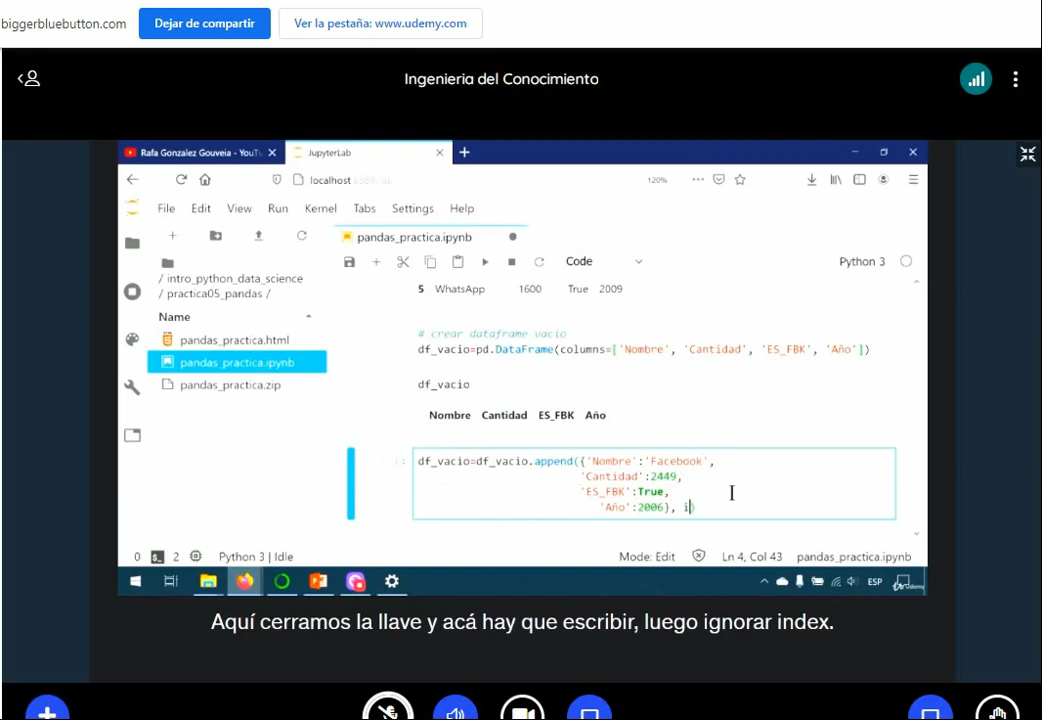 biggerbluebutton.com
Dejar de compartir
Ver la pestaña: www.udemy.com
Ingenieria del Conocimiento
Rafa Gonzalez Gouveia - YouTu
JupyterLab
localhost
120%
File Edit View Run Kernel Tabs Settings Help
pandas_practica.ipynb
/ intro_python_data_science
/ practica05_pandas /
Code
Python 3
Name
pandas_practica.html
pandas_practica.ipynb
pandas_practica.zip
5 WhatsApp 1600 True 2009
# crear dataframe vacio
df_vacio=pd.DataFrame(columns=['Nombre', 'Cantidad', 'ES_FBK', 'Año'])
df_vacio
Nombre Cantidad ES_FBK Año
df_vacio=df_vacio.append({'Nombre':'Facebook',
'Cantidad':2449,
'ES_FBK':True,
'Año':2006}, i)
0 2 Python 3 | Idle
Mode: Edit Ln 4, Col 43 pandas_practica.ipynb
ESP
Udemy
Aquí cerramos la llave y acá hay que escribir, luego ignorar index.